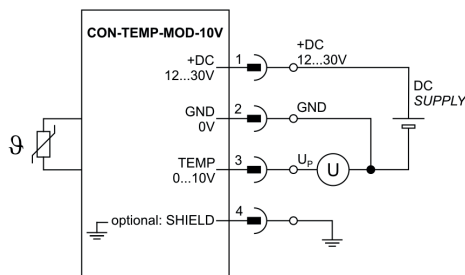 CON-TEMP-MOD-10V
+DC
12...30V
1
+DC
12...30V
DC
SUPPLY
GND
0V
2
GND
ϑ
TEMP
0...10V
3
UP
U
optional: SHIELD
4